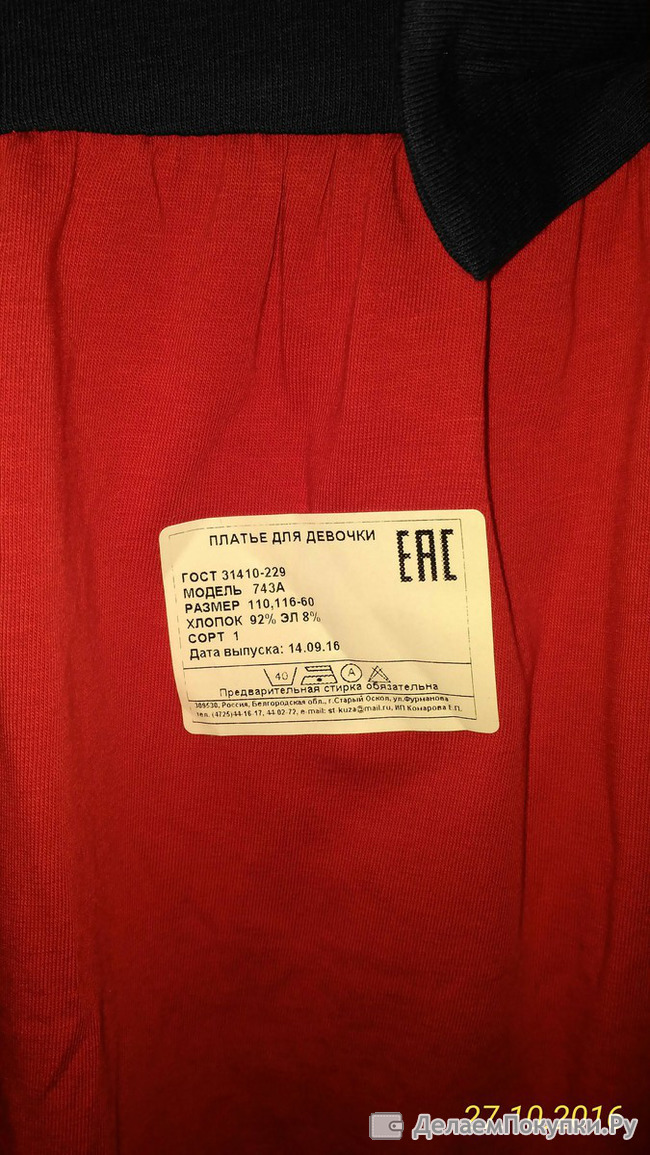 ПЛАТЬЕ ДЛЯ ДЕВОЧКИ
EAC
ГОСТ 31410-229
МОДЕЛЬ 743А
РАЗМЕР 110,116-60
ХЛОПОК 92% ЭЛ 8%
СОРТ 1
Дата выпуска: 14.09.16
40 А
Предварительная стирка обязательна
309530, Россия, Белгородская обл., г.Старый Оскол, ул.Фурманова
тел. (4725)44-16-17, 44 02-72, e-mail: st-kuza@mail.ru, ИП Комарова Е.П.
27.10.2016
ДелаемПокупки.Ру